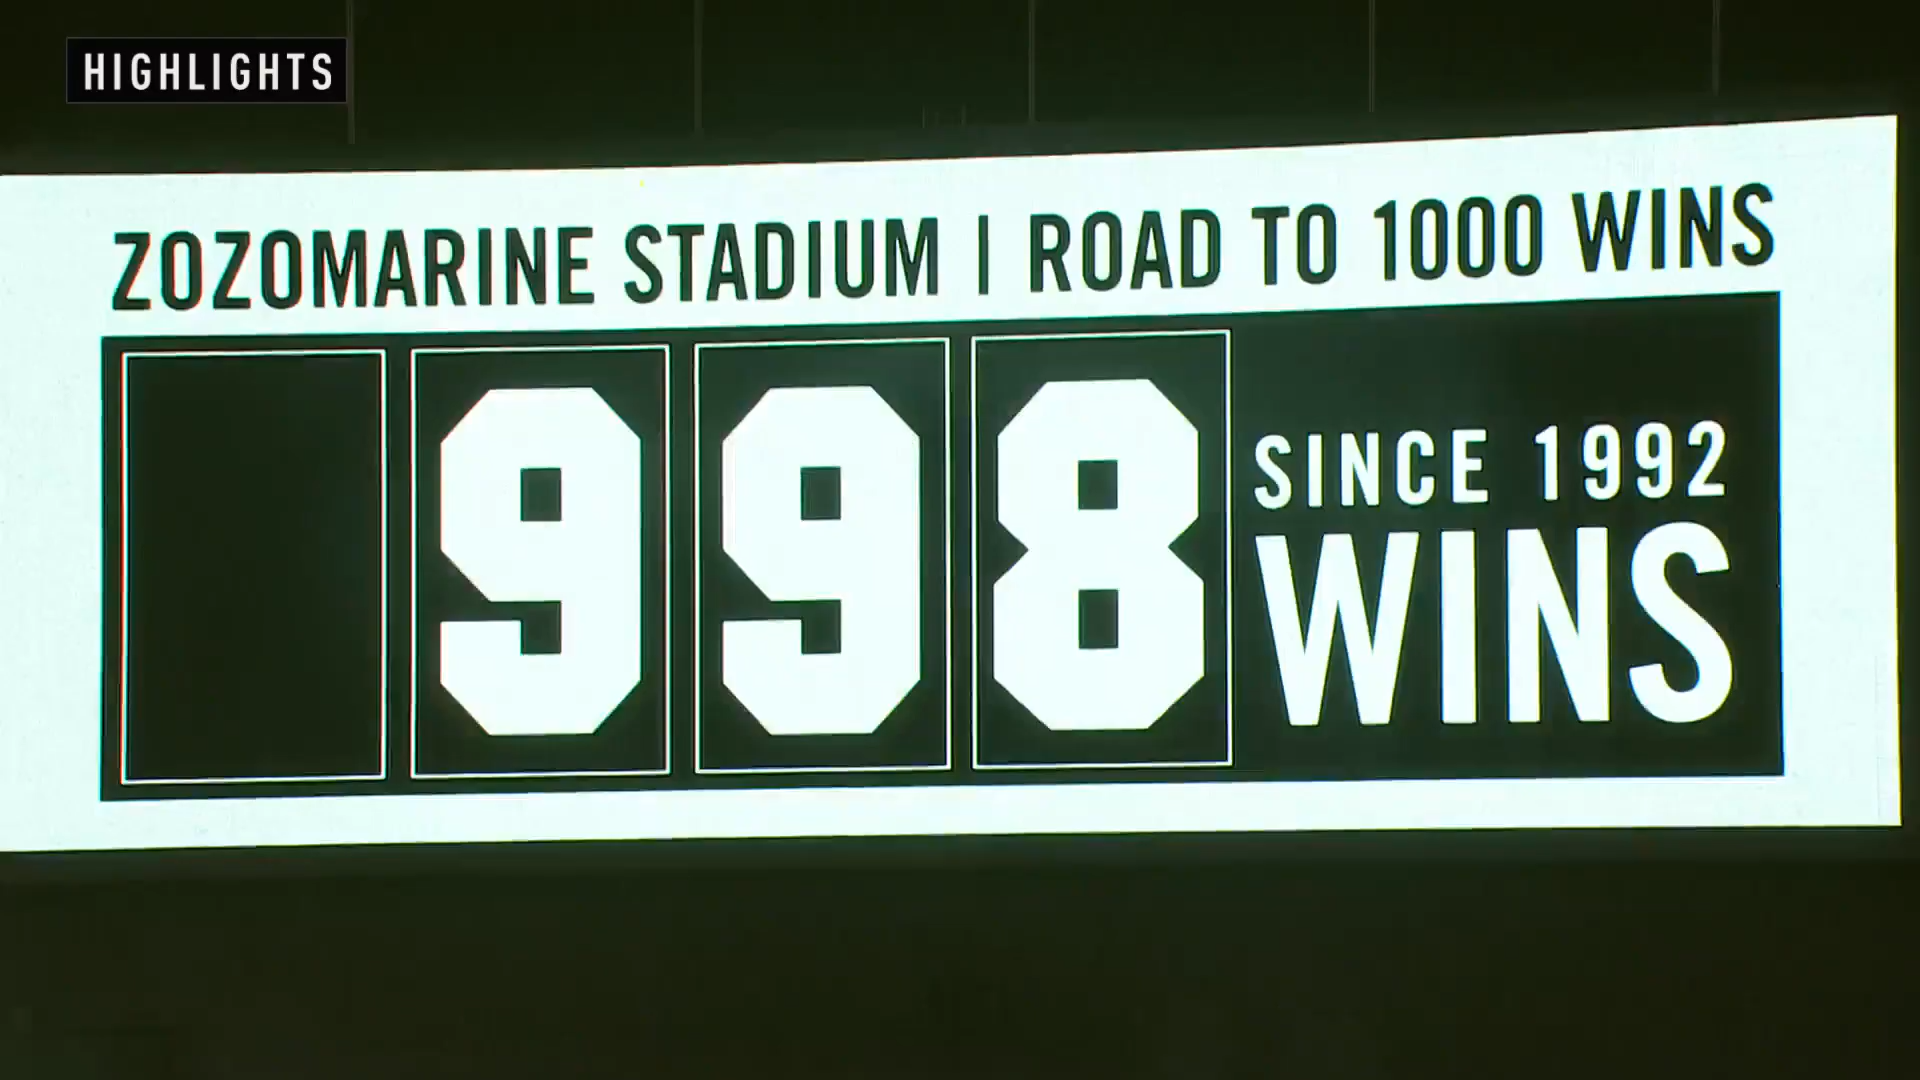 HIGHLIGHTS
ZOZOMARINE STADIUM | ROAD TO 1000 WINS
998
SINCE 1992
WINS